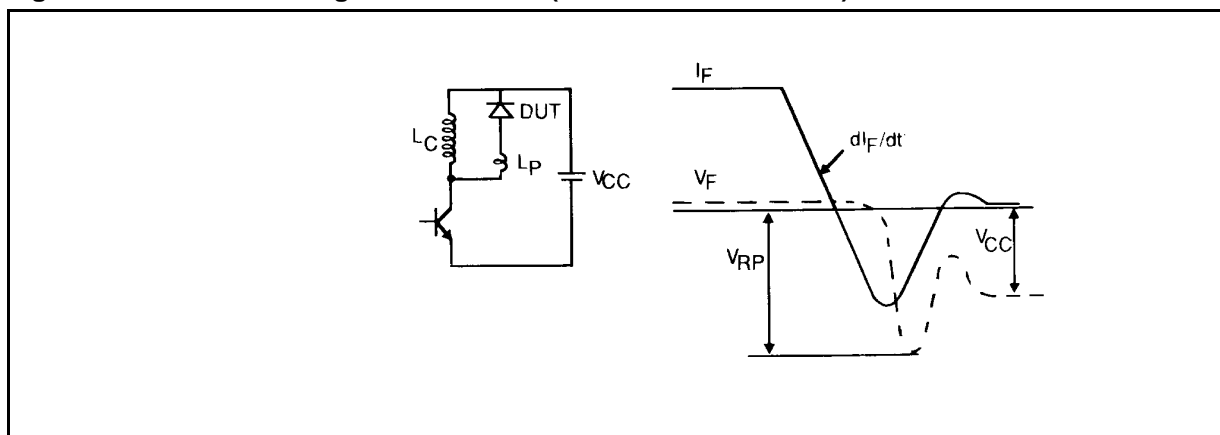 DUT
LC
LP
VCC
IF
dIF/dt
VF
VRP
VCC